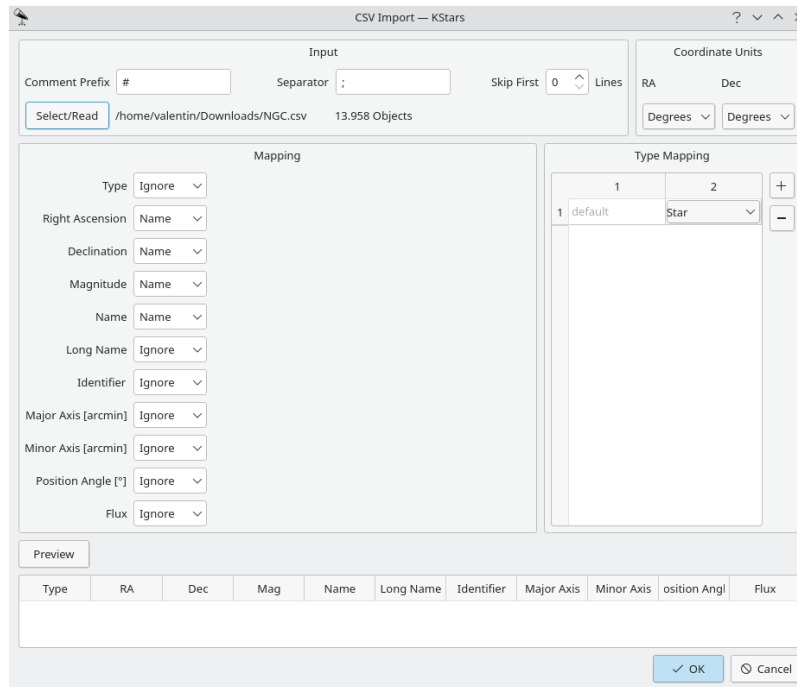 CSV Import — KStars
Input
Coordinate Units
Comment Prefix # Separator ; Skip First 0 Lines
RA Dec
Select/Read /home/valentin/Downloads/NGC.csv 13.958 Objects
Degrees Degrees
Mapping
Type Mapping
Type Ignore
Right Ascension Name
Declination Name
Magnitude Name
Name Name
Long Name Ignore
Identifier Ignore
Major Axis [arcmin] Ignore
Minor Axis [arcmin] Ignore
Position Angle [°] Ignore
Flux Ignore
1 2
1 default Star
Preview
Type RA Dec Mag Name Long Name Identifier Major Axis Minor Axis osition Angl Flux
OK Cancel